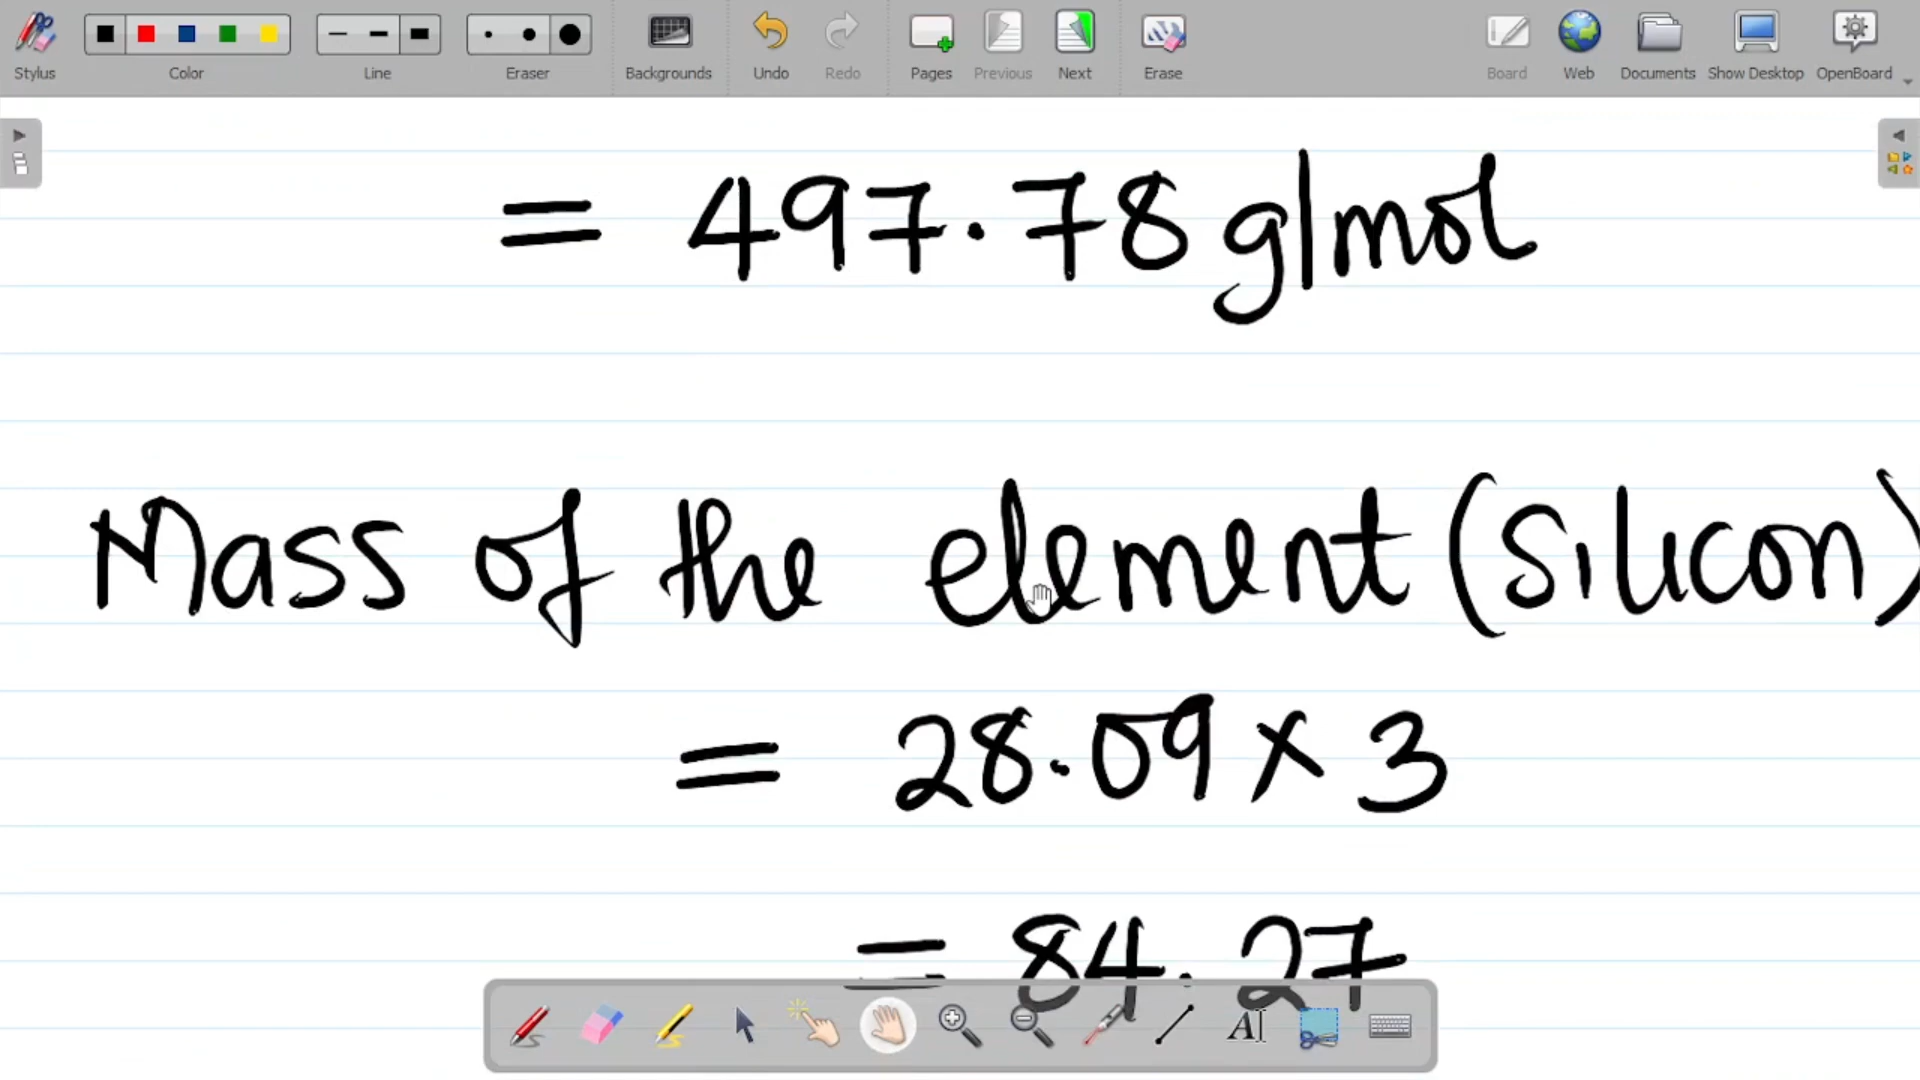 Stylus Color Line Eraser Backgrounds Undo Redo Pages Previous Next Erase Board Web Documents Show Desktop OpenBoard
= 497.78 g/mol
Mass of the element (Silicon)
= 28.09 × 3
= 84.27